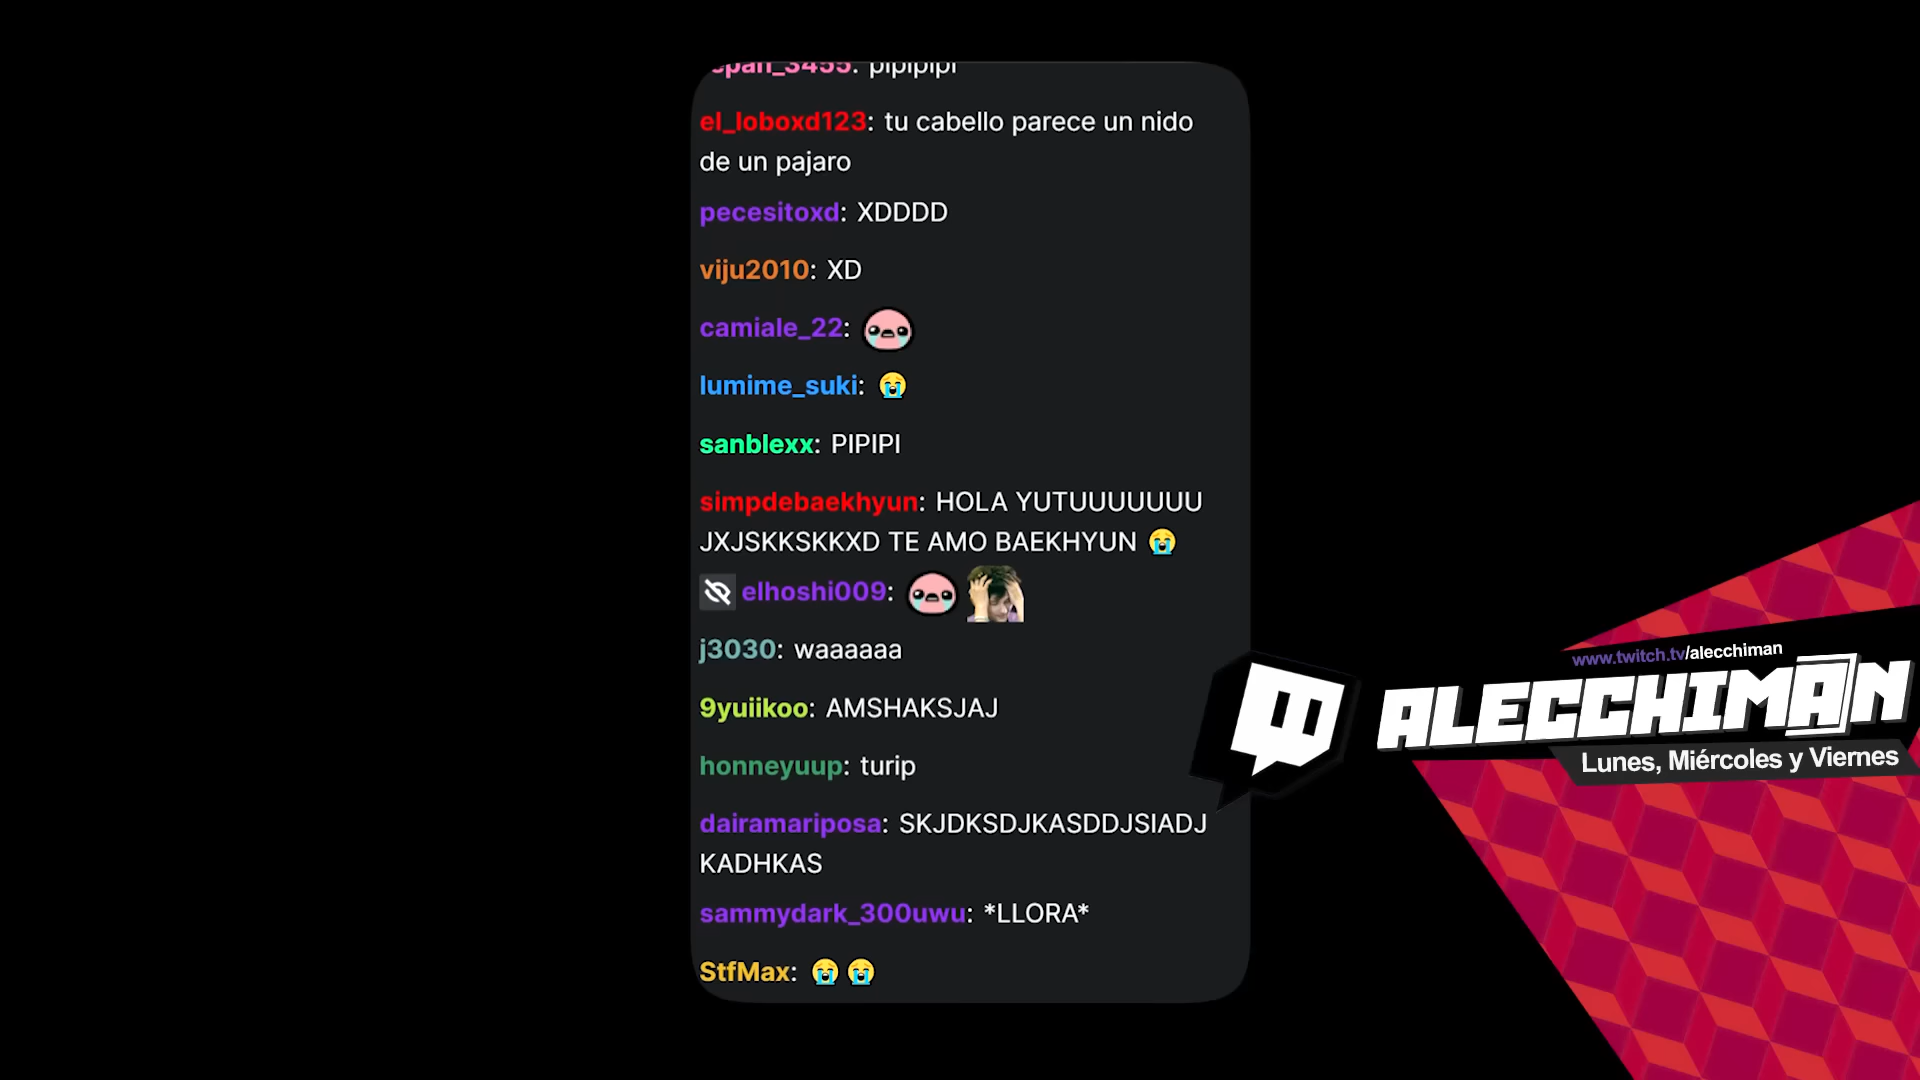 pipipipi
el_loboxd123: tu cabello parece un nido
de un pajaro
pecesitoxd: XDDDD
viju2010: XD
camiale_22:
lumime_suki: 😭
sanblexx: PIPIPI
simpdebaekhyun: HOLA YUTUUUUUUU
JXJSKKSKKXD TE AMO BAEKHYUN 😭
elhoshi009:
j3030: waaaaaa
9yuiikoo: AMSHAKSJAJ
honneyuup: turip
dairamariposa: SKJDKSDJKASDDJSIADJ
KADHKAS
sammydark_300uwu: *LLORA*
StfMax: 😭 😭
www.twitch.tv/alecchiman
ALECCHIMAN
Lunes, Miércoles y Viernes